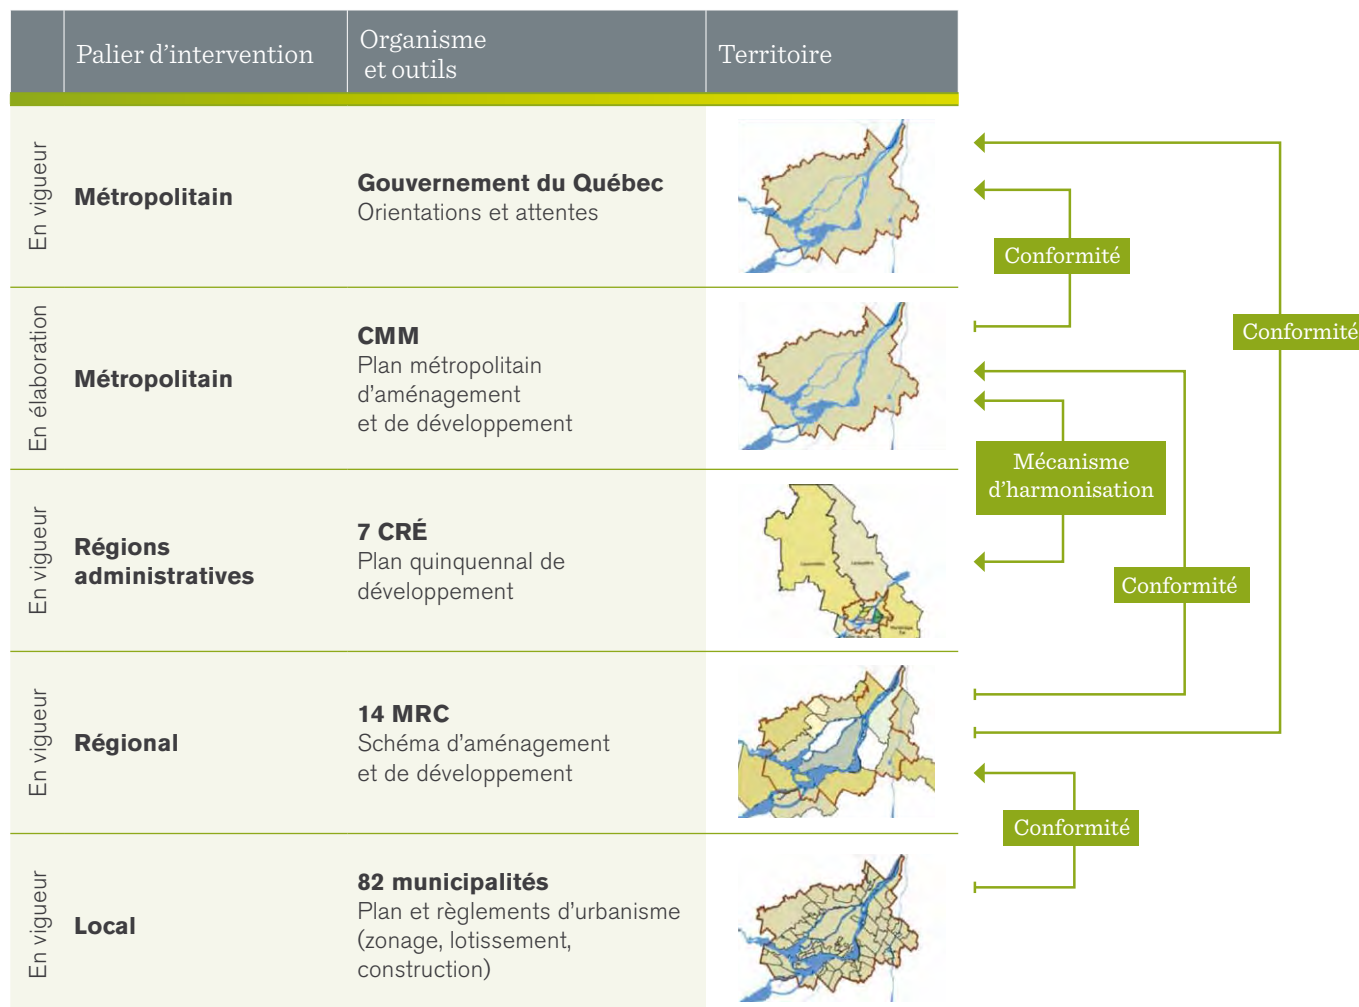 Palier d’intervention
Organisme
et outils
Territoire
En vigueur
Métropolitain
Gouvernement du Québec
Orientations et attentes
Conformité
En élaboration
Métropolitain
CMM
Plan métropolitain
d’aménagement
et de développement
Conformité
Mécanisme
d’harmonisation
En vigueur
Régions
administratives
7 CRÉ
Plan quinquennal de
développement
Conformité
En vigueur
Régional
14 MRC
Schéma d’aménagement
et de développement
Conformité
En vigueur
Local
82 municipalités
Plan et règlements d’urbanisme
(zonage, lotissement,
construction)